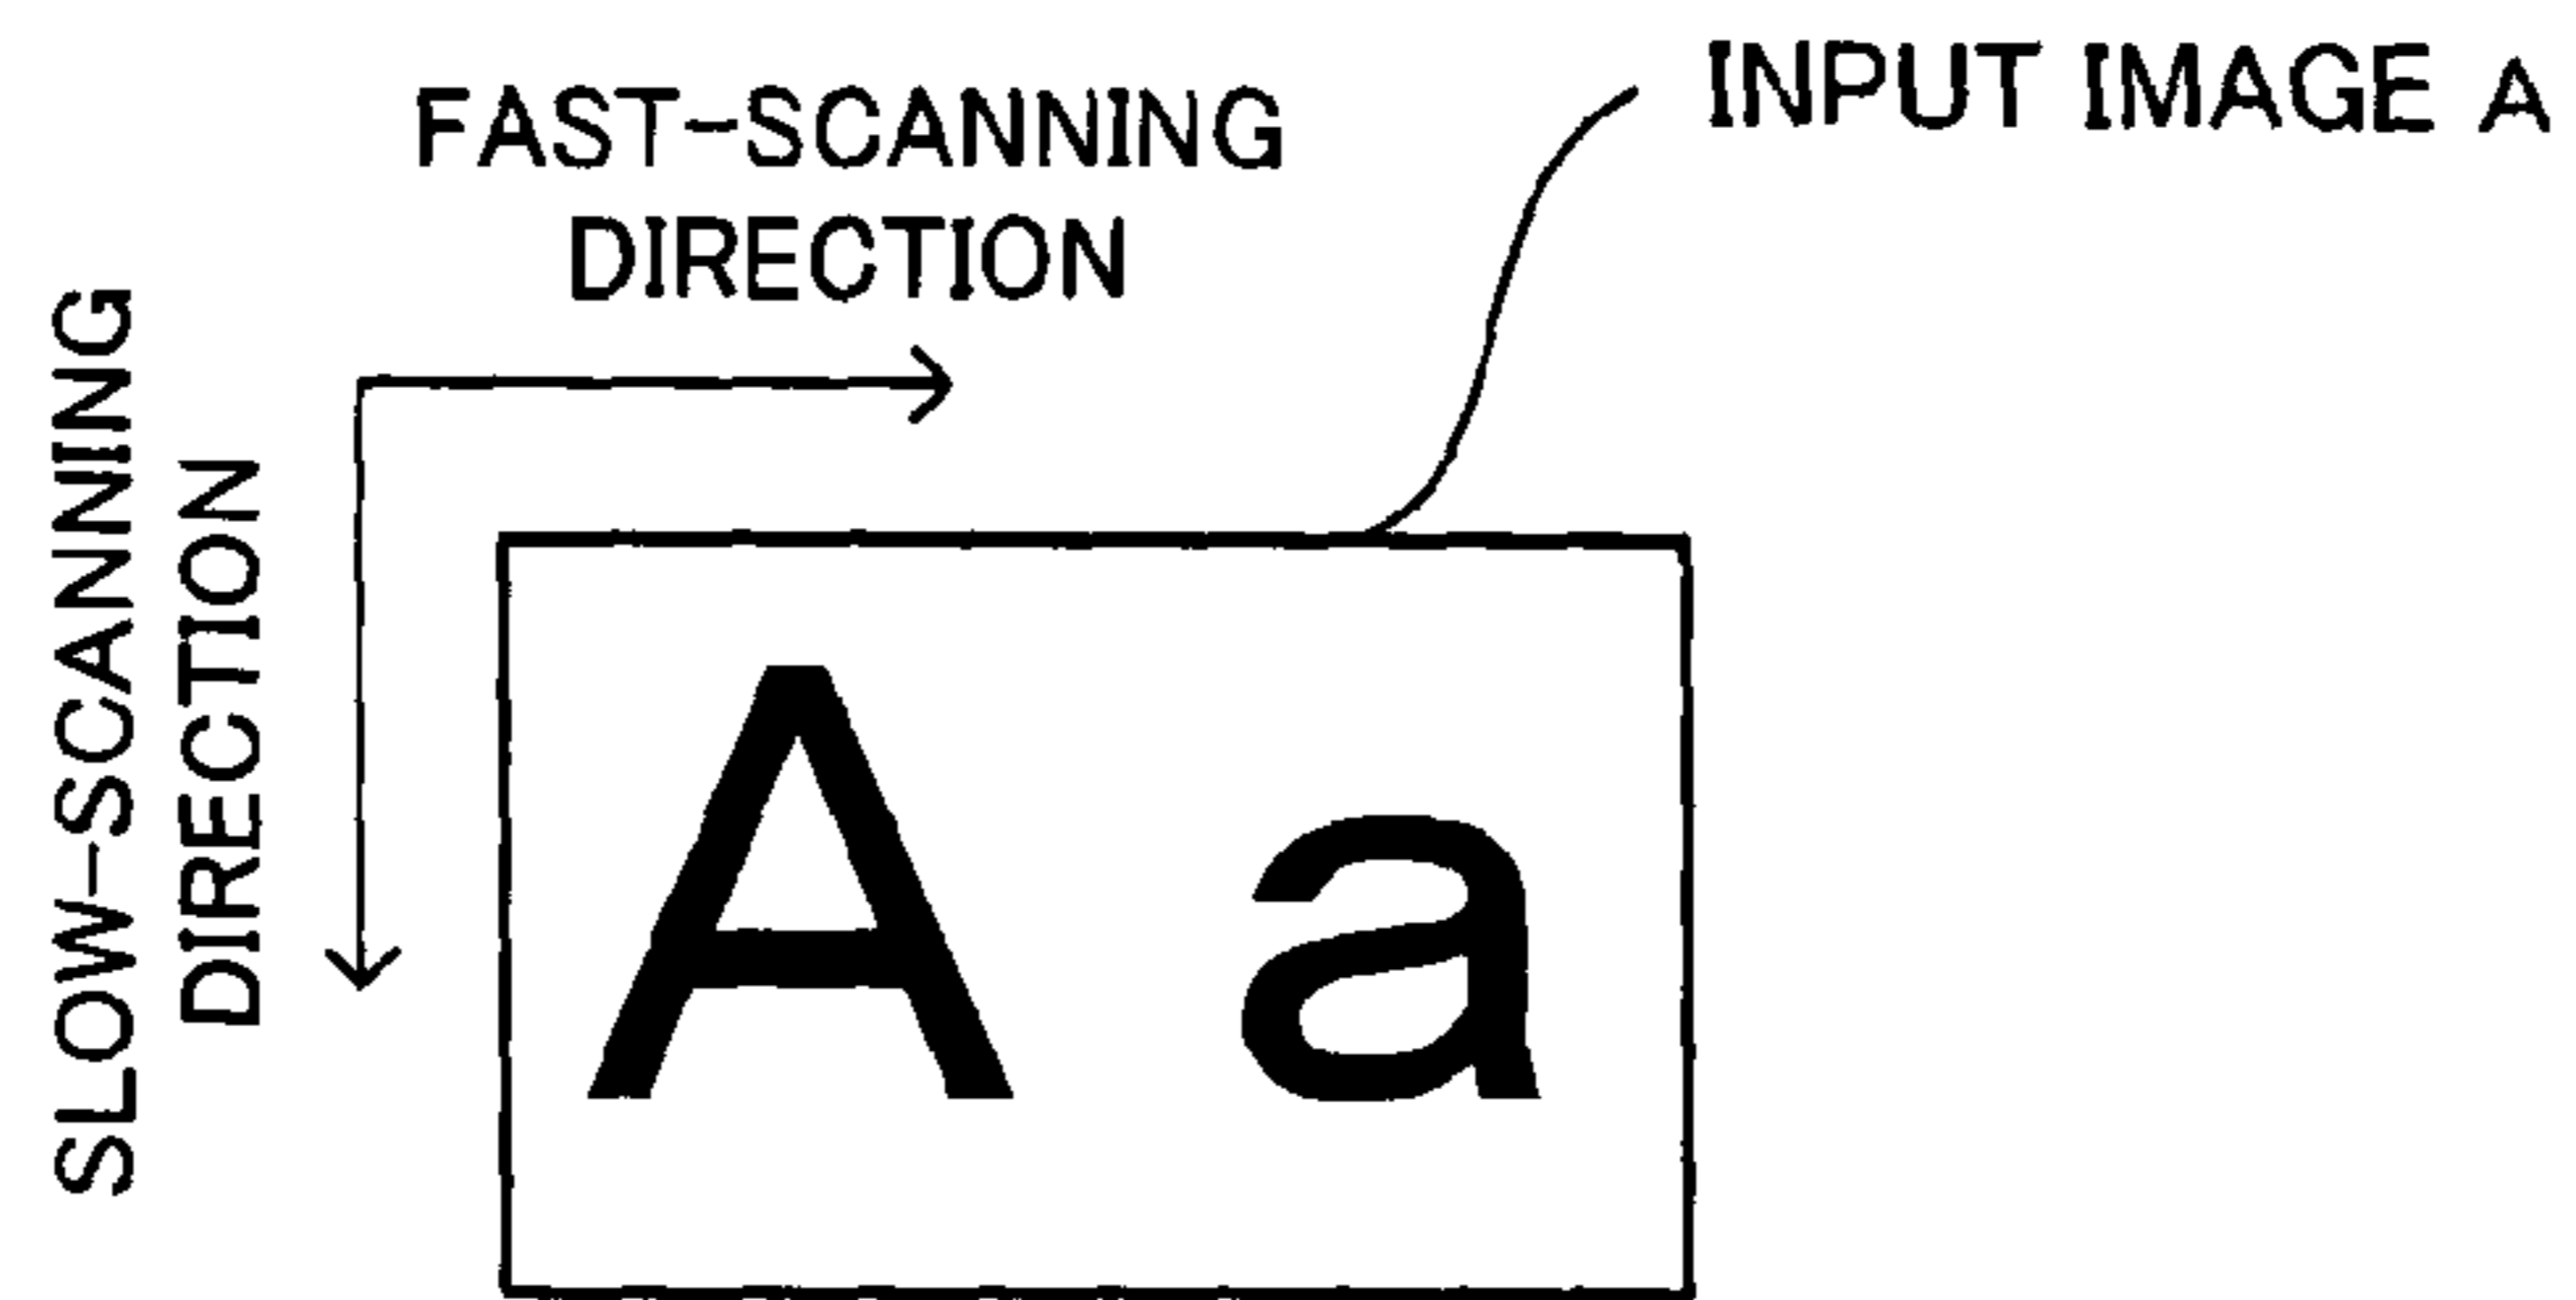 FAST-SCANNING
DIRECTION
INPUT IMAGE A
SLOW-SCANNING
DIRECTION
A a